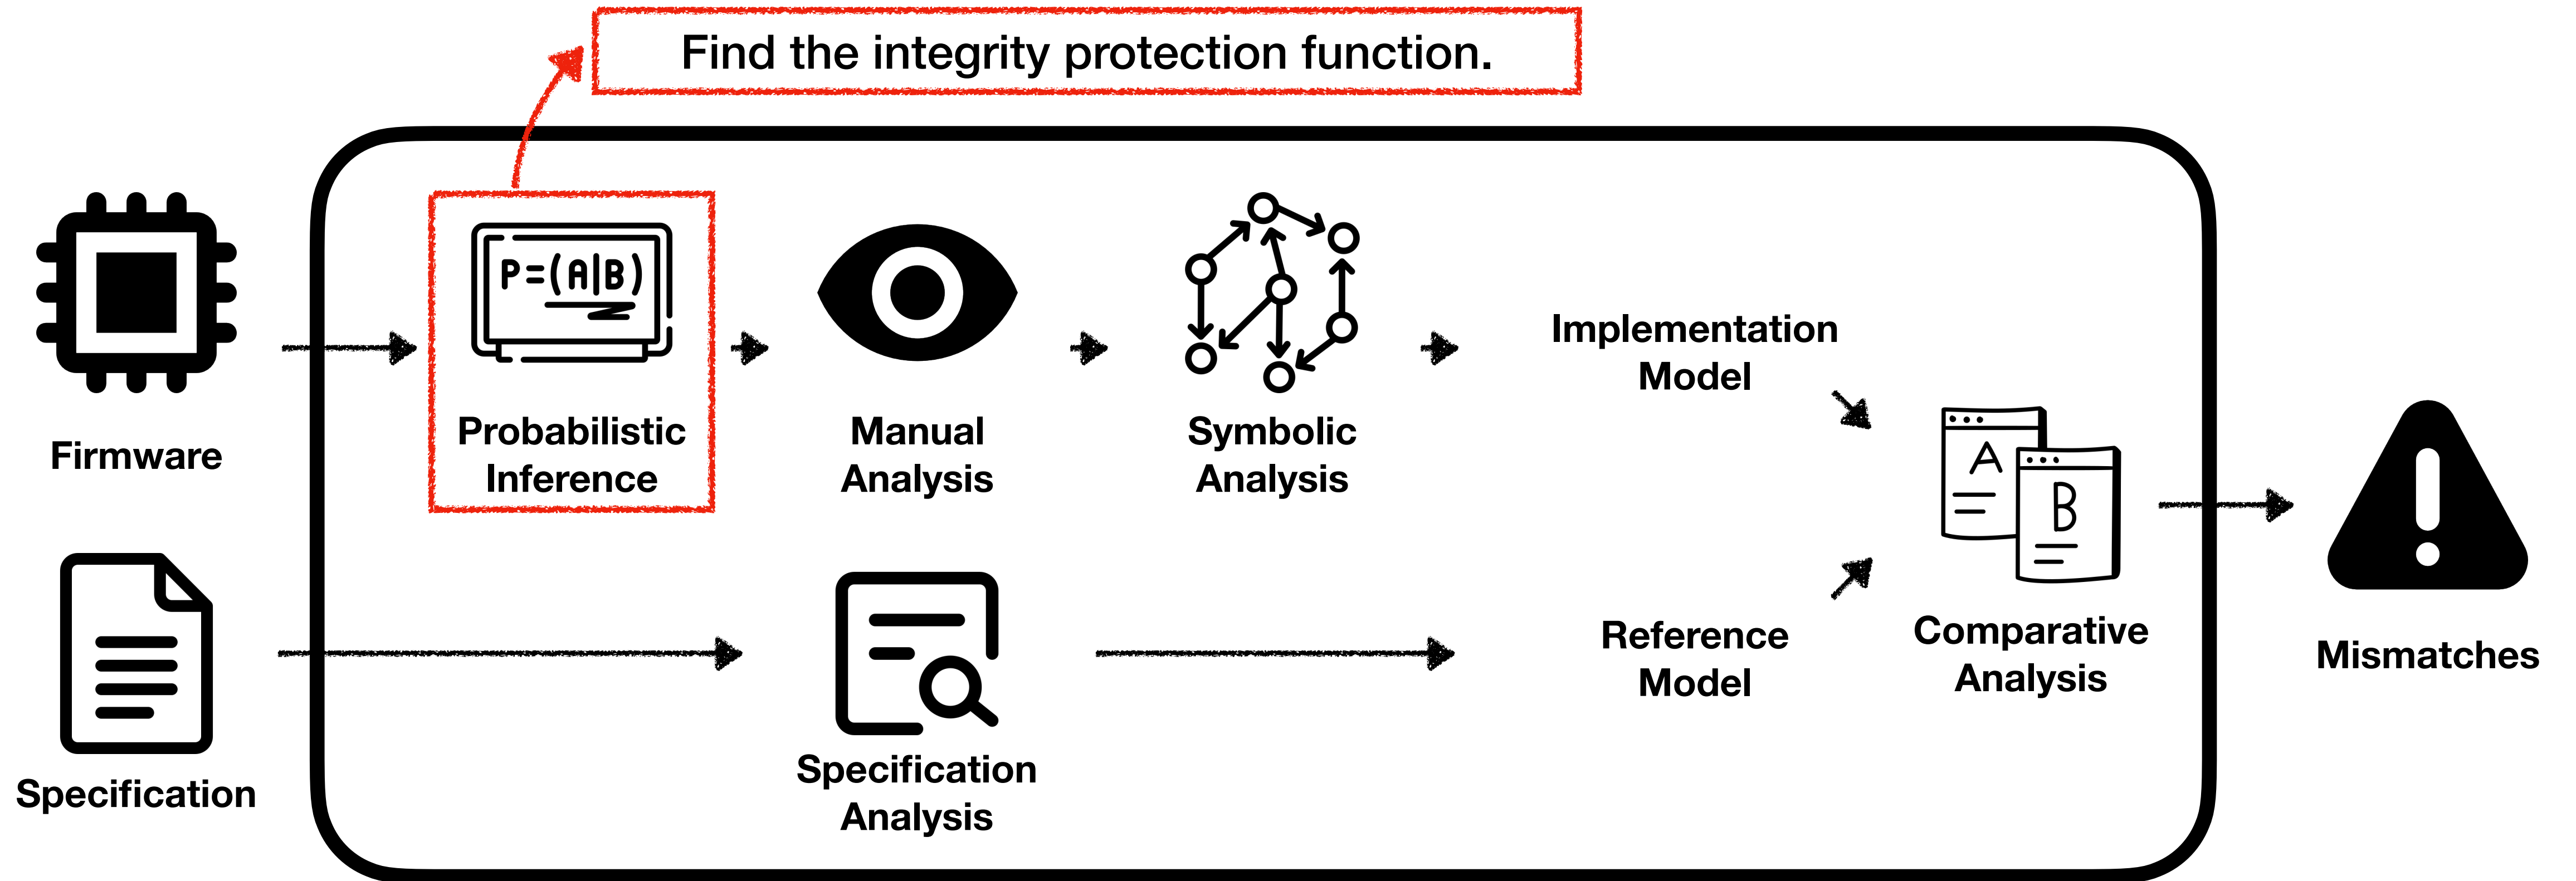 Find the integrity protection function.
P=(A|B)
Firmware
Probabilistic
Inference
Manual
Analysis
Symbolic
Analysis
Implementation
Model
A
B
Specification
Specification
Analysis
Reference
Model
Comparative
Analysis
Mismatches